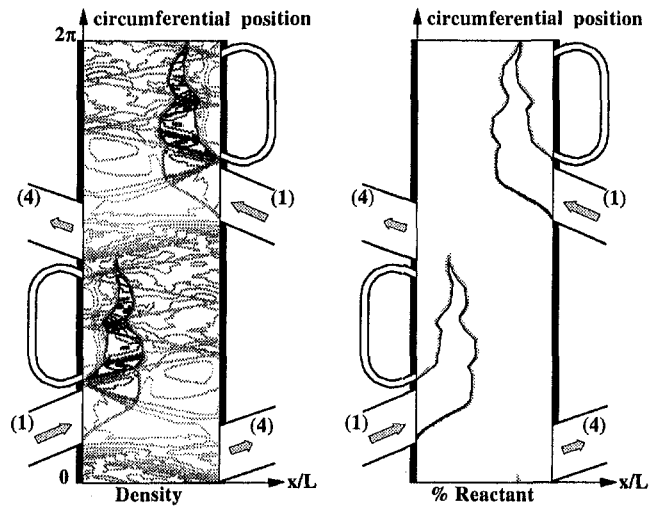 circumferential position
2π
(4)
(1)
(1)
(4)
0
x/L
Density
circumferential position
(4)
(1)
(1)
(4)
x/L
% Reactant